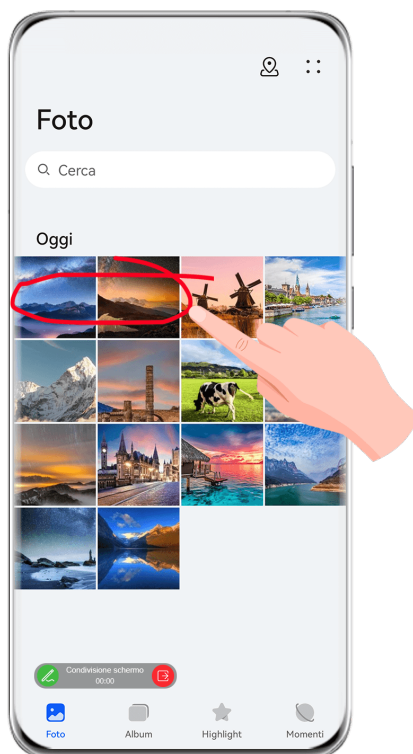 Foto
Cerca
Oggi
Condivisione schermo
00:00
Foto
Album
Highlight
Momenti